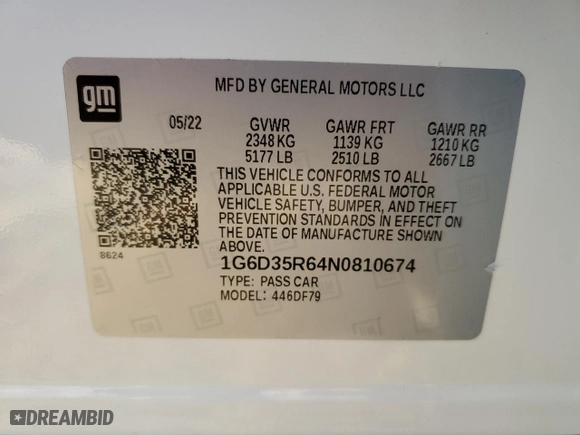 gm
MFD BY GENERAL MOTORS LLC
05/22 GVWR GAWR FRT GAWR RR
2348 KG 1139 KG 1210 KG
5177 LB 2510 LB 2667 LB
THIS VEHICLE CONFORMS TO ALL
APPLICABLE U.S. FEDERAL MOTOR
VEHICLE SAFETY, BUMPER, AND THEFT
PREVENTION STANDARDS IN EFFECT ON
THE DATE OF MANUFACTURE SHOWN
ABOVE.
8624
1G6D35R64N0810674
TYPE: PASS CAR
MODEL: 446DF79
DREAMBID